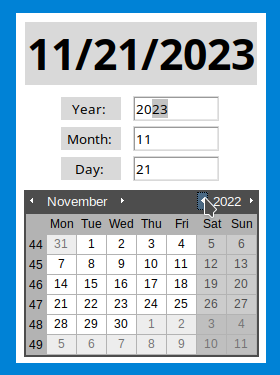 11/21/2023
Year: 2023
Month: 11
Day: 21
November 2022
Mon Tue Wed Thu Fri Sat Sun
44 31 1 2 3 4 5 6
45 7 8 9 10 11 12 13
46 14 15 16 17 18 19 20
47 21 22 23 24 25 26 27
48 28 29 30 1 2 3 4
49 5 6 7 8 9 10 11